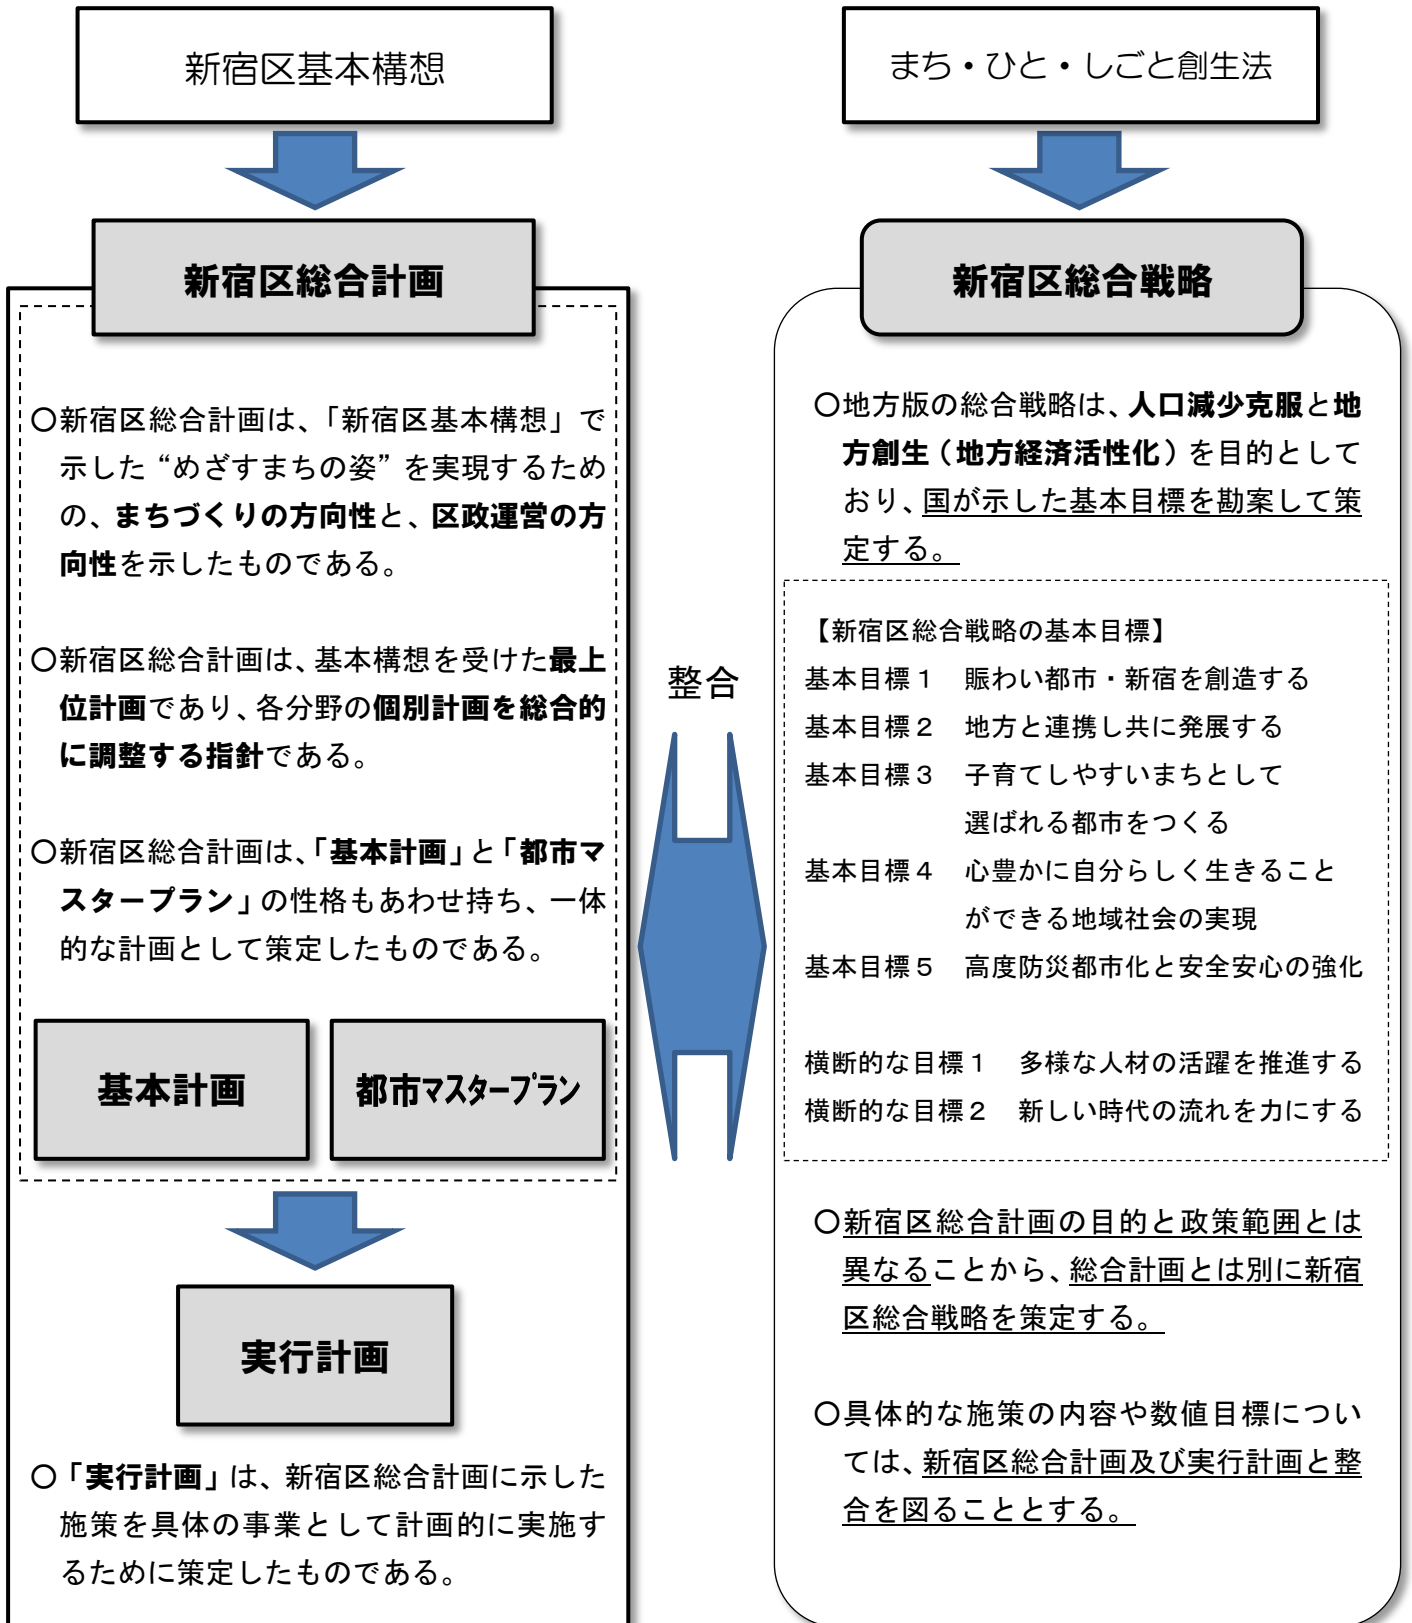 新宿区基本構想
新宿区総合計画
〇新宿区総合計画は、「新宿区基本構想」で
示した“めざすまちの姿”を実現するため
の、まちづくりの方向性と、区政運営の方
向性を示したものである。
〇新宿区総合計画は、基本構想を受けた最上
位計画であり、各分野の個別計画を総合的
に調整する指針である。
〇新宿区総合計画は、「基本計画」と「都市マ
スタープラン」の性格もあわせ持ち、一体
的な計画として策定したものである。
基本計画
都市マスタープラン
実行計画
〇「実行計画」は、新宿区総合計画に示した
施策を具体の事業として計画的に実施す
るために策定したものである。
整合
まち・ひと・しごと創生法
新宿区総合戦略
〇地方版の総合戦略は、人口減少克服と地
方創生（地方経済活性化）を目的として
おり、国が示した基本目標を勘案して策
定する。
【新宿区総合戦略の基本目標】
基本目標１　賑わい都市・新宿を創造する
基本目標２　地方と連携し共に発展する
基本目標３　子育てしやすいまちとして
選ばれる都市をつくる
基本目標４　心豊かに自分らしく生きること
ができる地域社会の実現
基本目標５　高度防災都市化と安全安心の強化
横断的な目標１　多様な人材の活躍を推進する
横断的な目標２　新しい時代の流れを力にする
〇新宿区総合計画の目的と政策範囲とは
異なることから、総合計画とは別に新宿
区総合戦略を策定する。
〇具体的な施策の内容や数値目標につい
ては、新宿区総合計画及び実行計画と整
合を図ることとする。